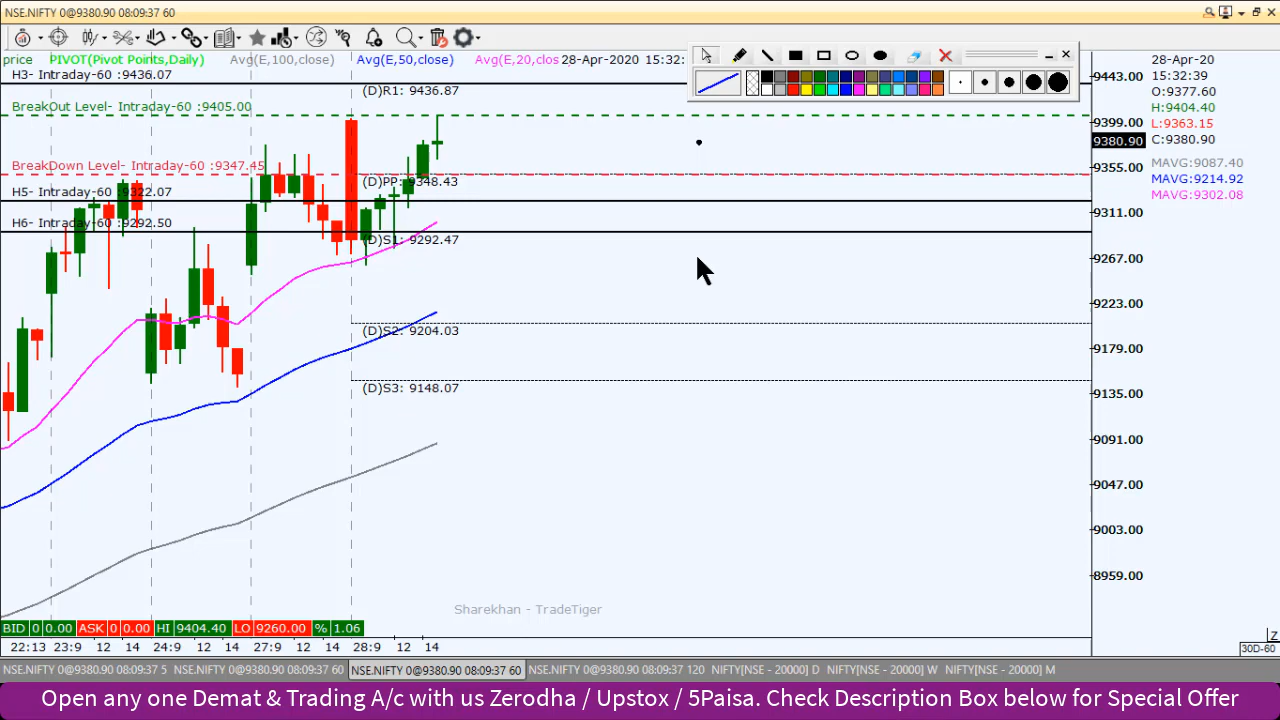 NSE.NIFTY 0@9380.90 08:09:37 60
price PIVOT(Pivot Points,Daily) Avg(E,100,close) Avg(E,50,close) Avg(E,20,clos 28-Apr-2020 15:32:
H3- Intraday-60 :9436.07
(D)R1: 9436.87
BreakOut Level- Intraday-60 :9405.00
BreakDown Level- Intraday-60 :9347.45
(D)PP: 9348.43
H5- Intraday-60 :9322.07
H6- Intraday-60 :9292.50
(D)S1: 9292.47
(D)S2: 9204.03
(D)S3: 9148.07
9443.00
9399.00
9380.90
9355.00
9311.00
9267.00
9223.00
9179.00
9135.00
9091.00
9047.00
9003.00
8959.00
28-Apr-20
15:32:39
O:9377.60
H:9404.40
L:9363.15
C:9380.90
MAVG:9087.40
MAVG:9214.92
MAVG:9302.08
Sharekhan - TradeTiger
BID 0 0.00 ASK 0 0.00 HI 9404.40 LO 9260.00 % 1.06
22:13 23:9 12 14 24:9 12 14 27:9 12 14 28:9 12 14
Z
30D-60
NSE.NIFTY 0@9380.90 08:09:37 5 NSE.NIFTY 0@9380.90 08:09:37 60 NSE.NIFTY 0@9380.90 08:09:37 60 NSE.NIFTY 0@9380.90 08:09:37 120 NIFTY[NSE - 20000] D NIFTY[NSE - 20000] W NIFTY[NSE - 20000] M
Open any one Demat & Trading A/c with us Zerodha / Upstox / 5Paisa. Check Description Box below for Special Offer